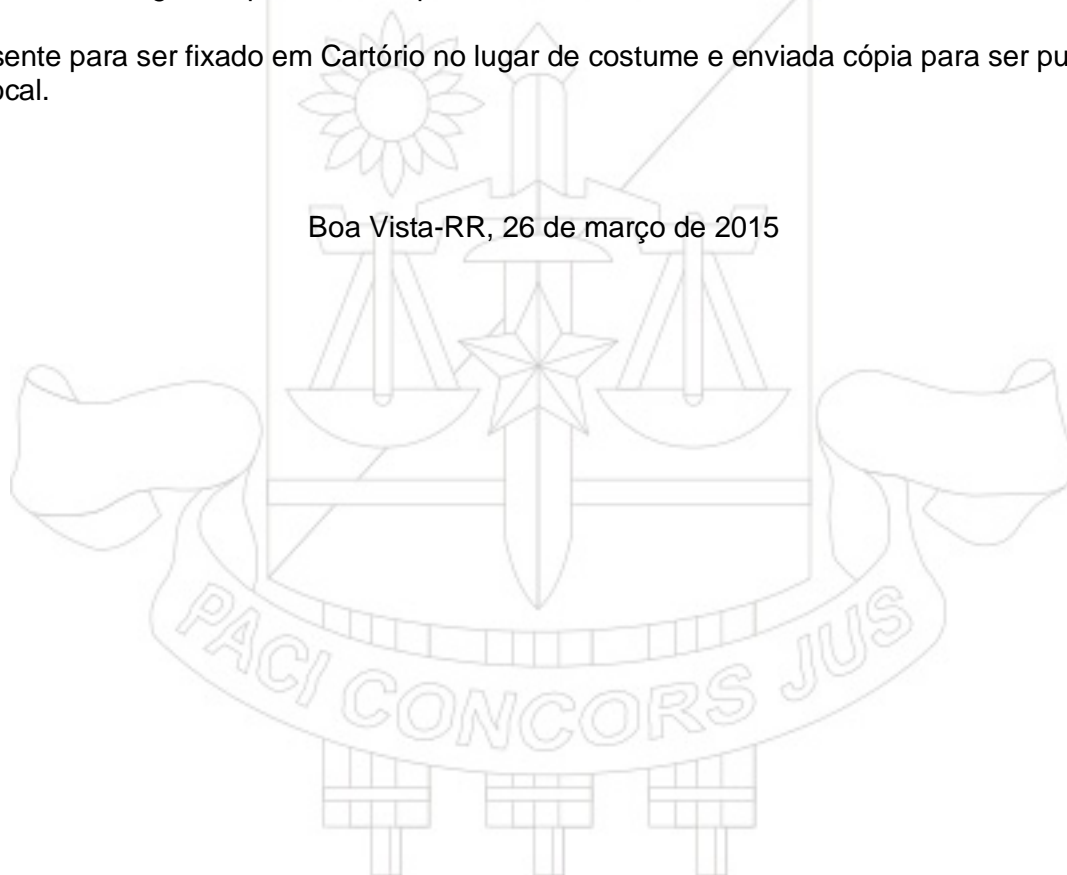 sente para ser fixado em Cartório no lugar de costume e enviada cópia para ser pu
ocal.
Boa Vista-RR, 26 de março de 2015
PACI CONCORS JUS